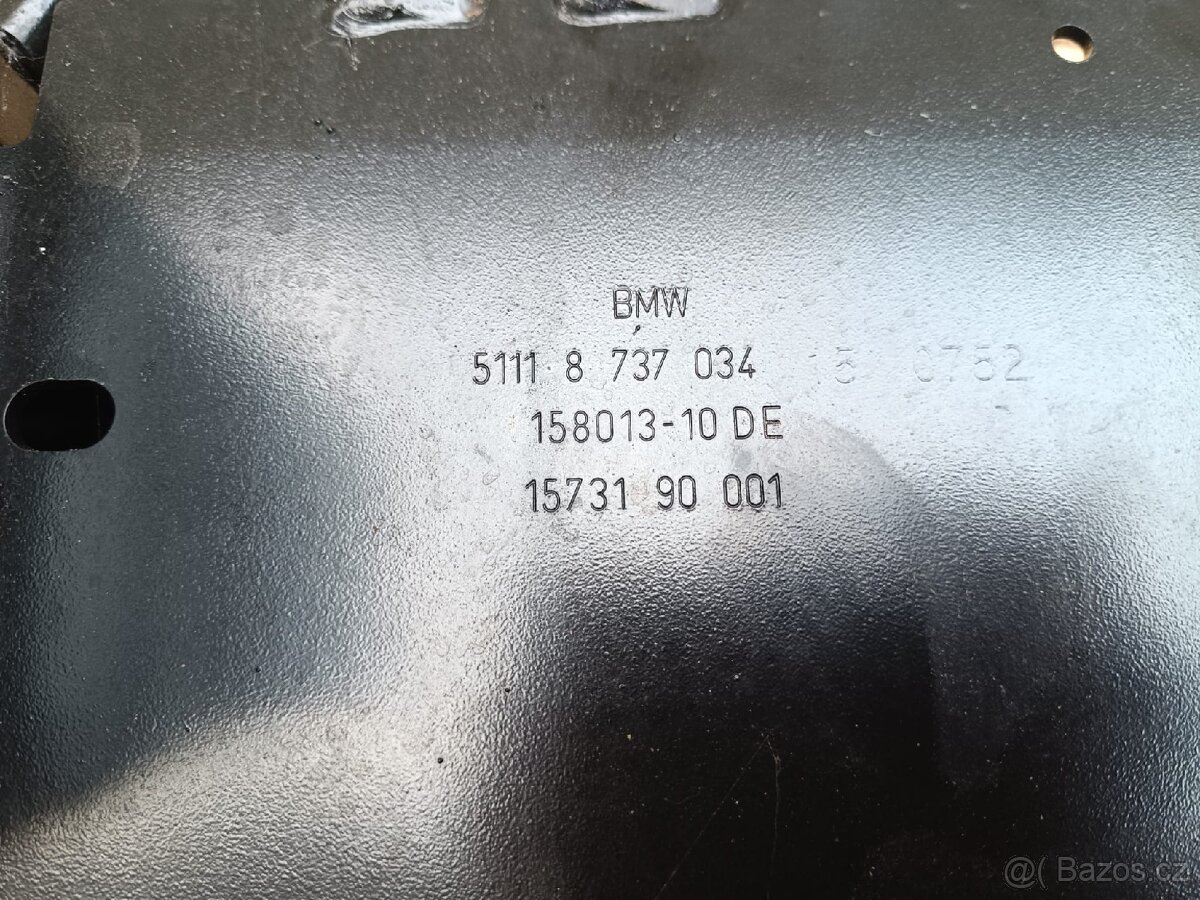 BMW
5111 8 737 034
158013-10 DE
15731 90 001
@( Bazos.cz